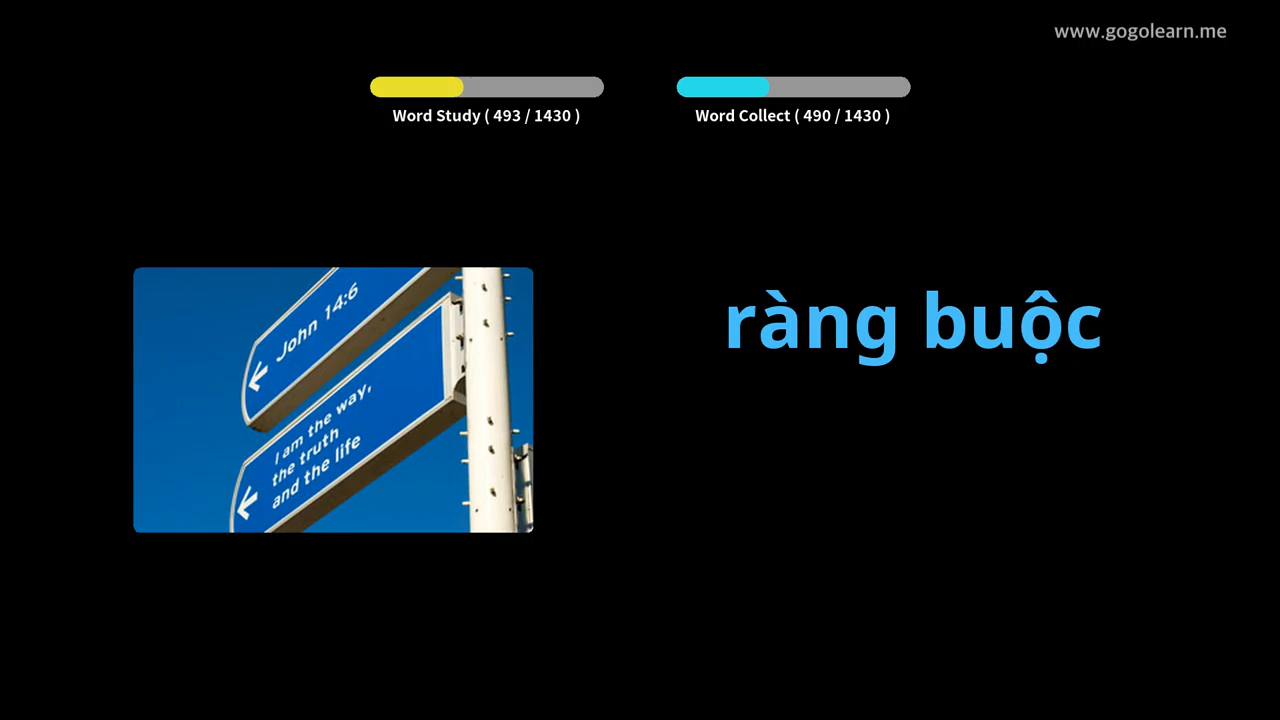 www.gogolearn.me
Word Study ( 493 / 1430 )
Word Collect ( 490 / 1430 )
John 14:6
I am the way,
the truth
and the life
ràng buộc